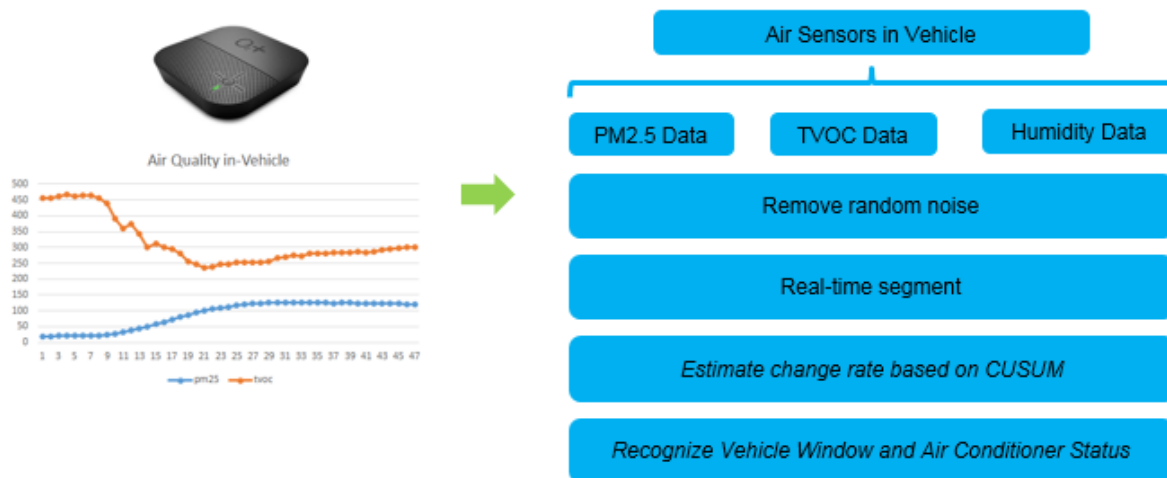 Air Quality in-Vehicle
500
450
400
350
300
250
200
150
100
50
0
1 3 5 7 9 11 13 15 17 19 21 23 25 27 29 31 33 35 37 39 41 43 45 47
pm25 tvoc
Air Sensors in Vehicle
PM2.5 Data TVOC Data Humidity Data
Remove random noise
Real-time segment
Estimate change rate based on CUSUM
Recognize Vehicle Window and Air Conditioner Status